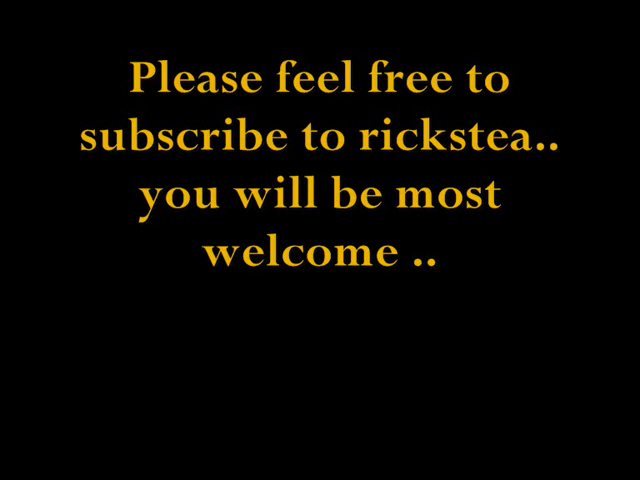 Please feel free to
subscribe to rickstea..
you will be most
welcome ..